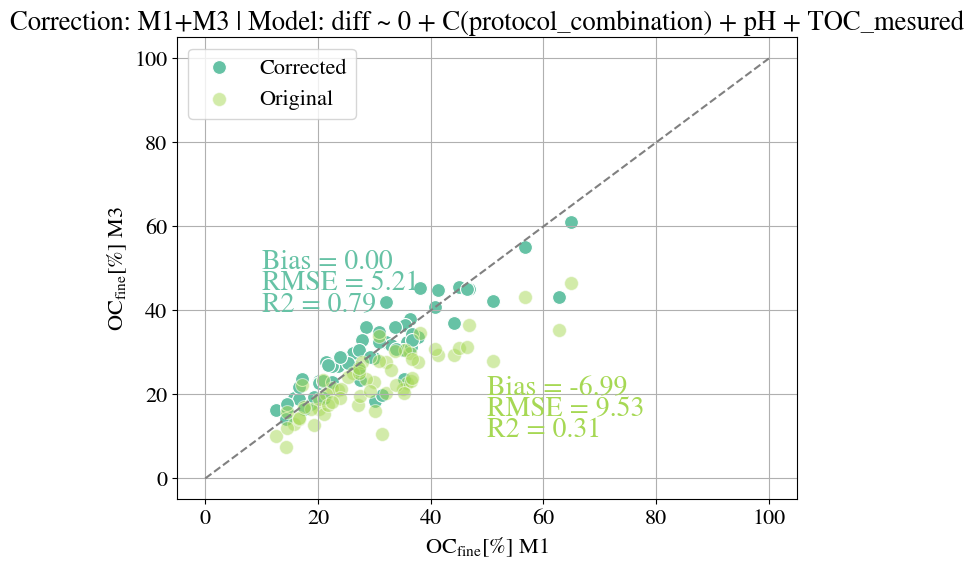 Correction: M1+M3 | Model: diff ~ 0 + C(protocol_combination) + pH + TOC_mesured
100
80
60
40
20
0
OCfine[%] M3
Corrected
Original
Bias = 0.00
RMSE = 5.21
R2 = 0.79
Bias = -6.99
RMSE = 9.53
R2 = 0.31
0 20 40 60 80 100
OCfine[%] M1